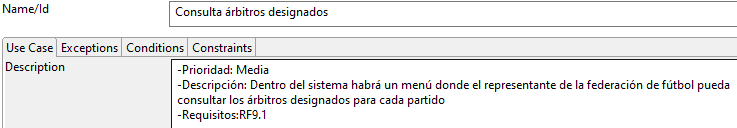 Name/Id
Consulta árbitros designados
Use Case Exceptions Conditions Constraints
Description
-Prioridad: Media
-Descripción: Dentro del sistema habrá un menú donde el representante de la federación de fútbol pueda
consultar los árbitros designados para cada partido
-Requisitos:RF9.1